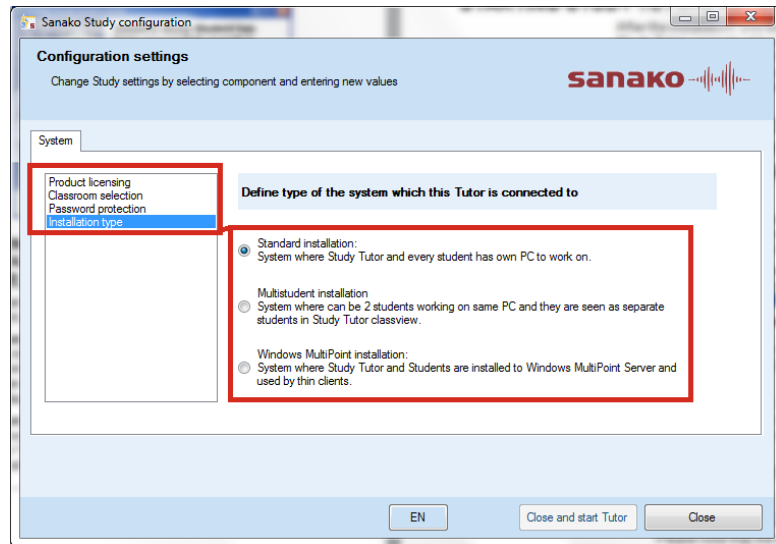 Sanako Study configuration
Configuration settings
Change Study settings by selecting component and entering new values
sanako
System
Product licensing
Classroom selection
Password protection
Installation type
Define type of the system which this Tutor is connected to
Standard installation:
System where Study Tutor and every student has own PC to work on.
Multistudent installation
System where can be 2 students working on same PC and they are seen as separate
students in Study Tutor classview.
Windows MultiPoint installation:
System where Study Tutor and Students are installed to Windows MultiPoint Server and
used by thin clients.
EN
Close and start Tutor
Close